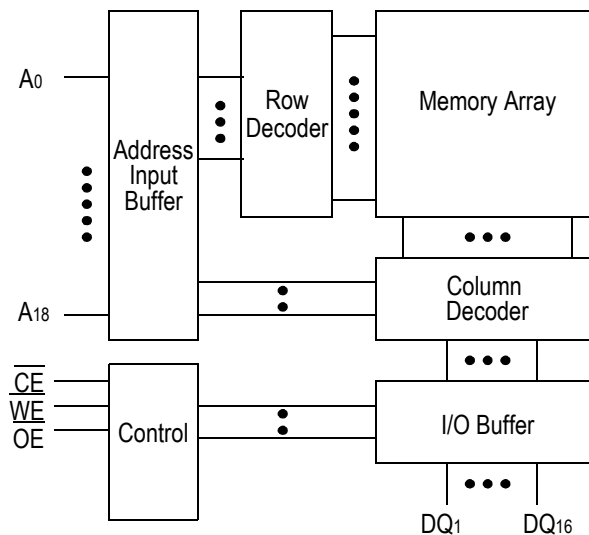 A0
A18
Address
Input
Buffer
Row
Decoder
Memory Array
Column
Decoder
CE
WE
OE
Control
I/O Buffer
DQ1
DQ16